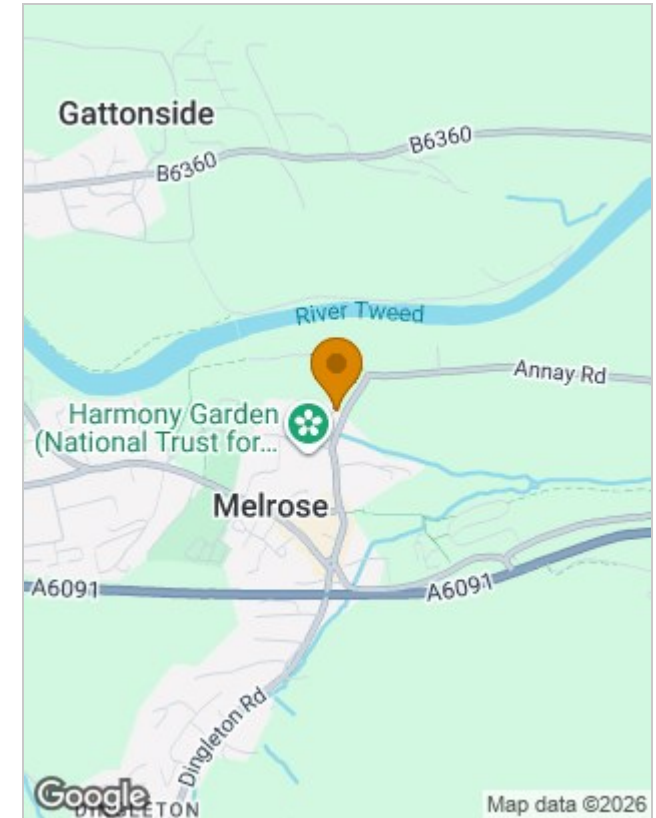 Gattonside
B6360
B6360
River Tweed
Annay Rd
Harmony Garden
(National Trust for...
Melrose
A6091
A6091
Dingleton Rd
Google
DINGLETON
Map data ©2026